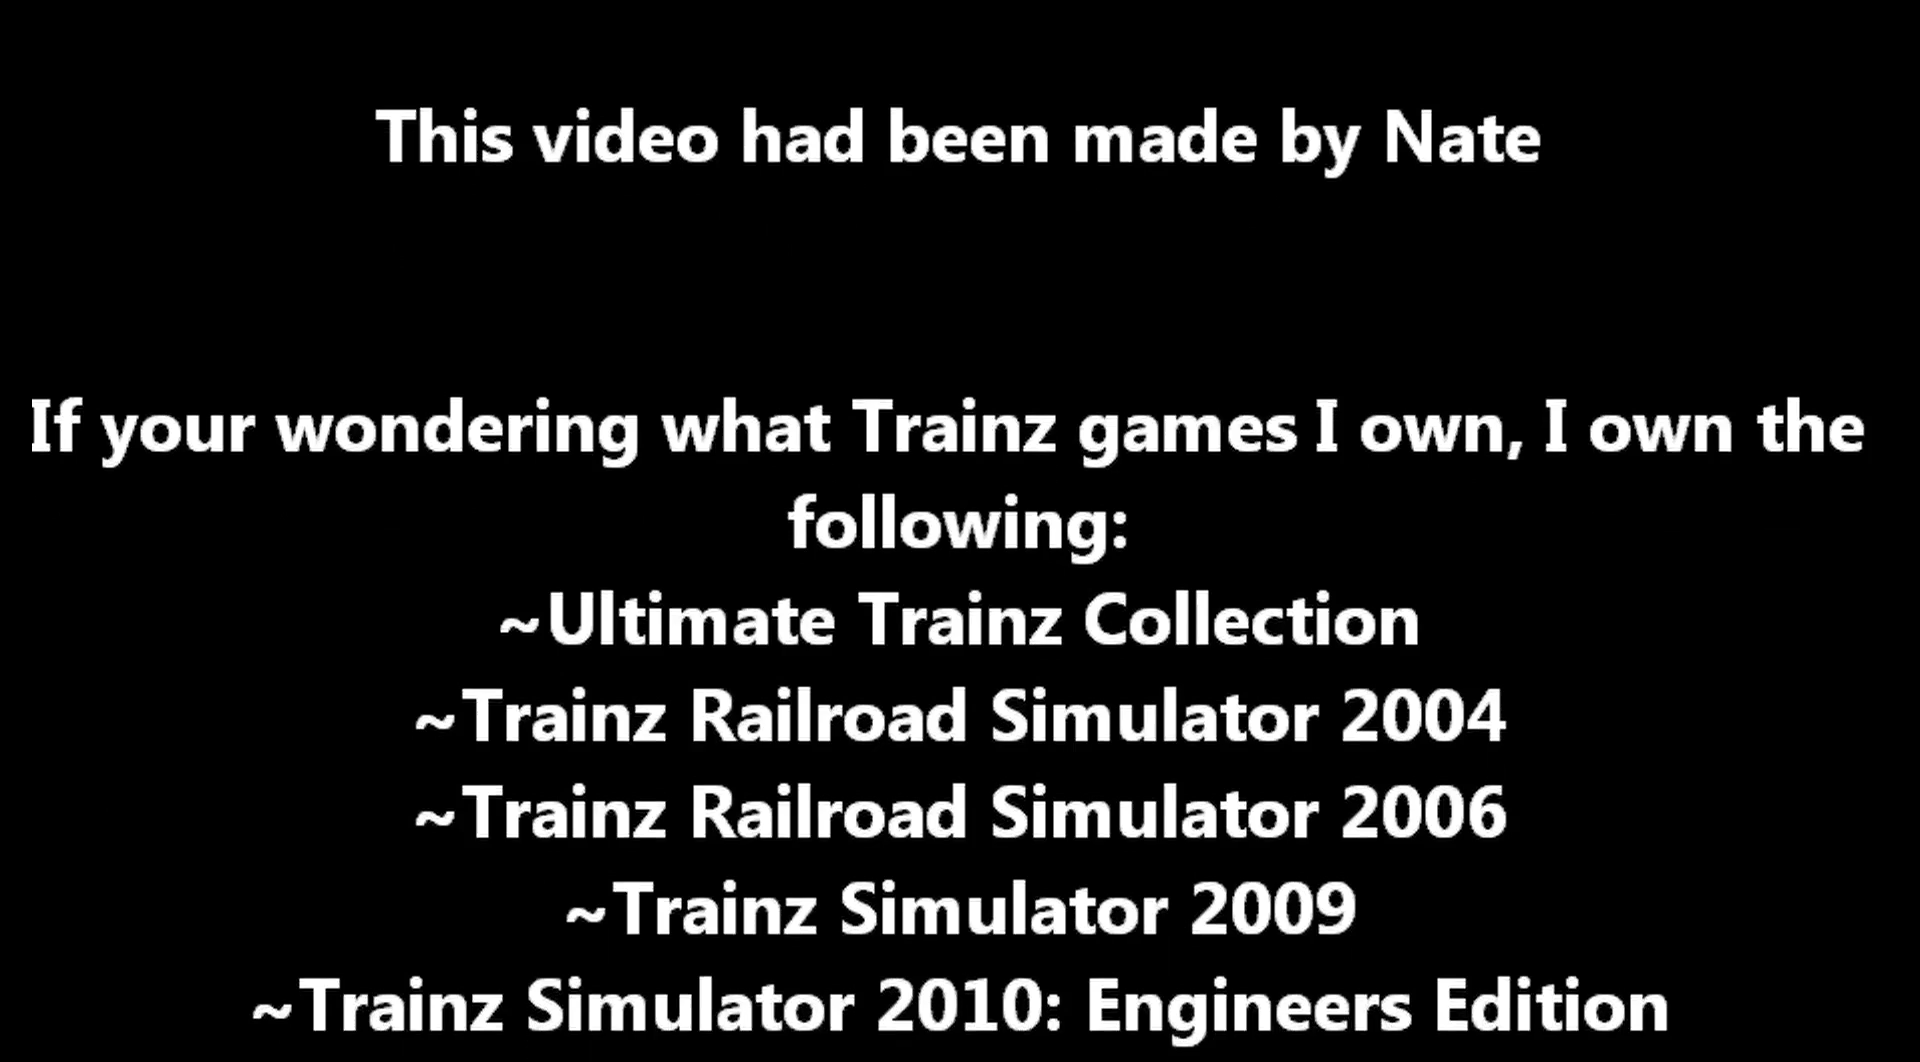 This video had been made by Nate
If your wondering what Trainz games I own, I own the
following:
~Ultimate Trainz Collection
~Trainz Railroad Simulator 2004
~Trainz Railroad Simulator 2006
~Trainz Simulator 2009
~Trainz Simulator 2010: Engineers Edition